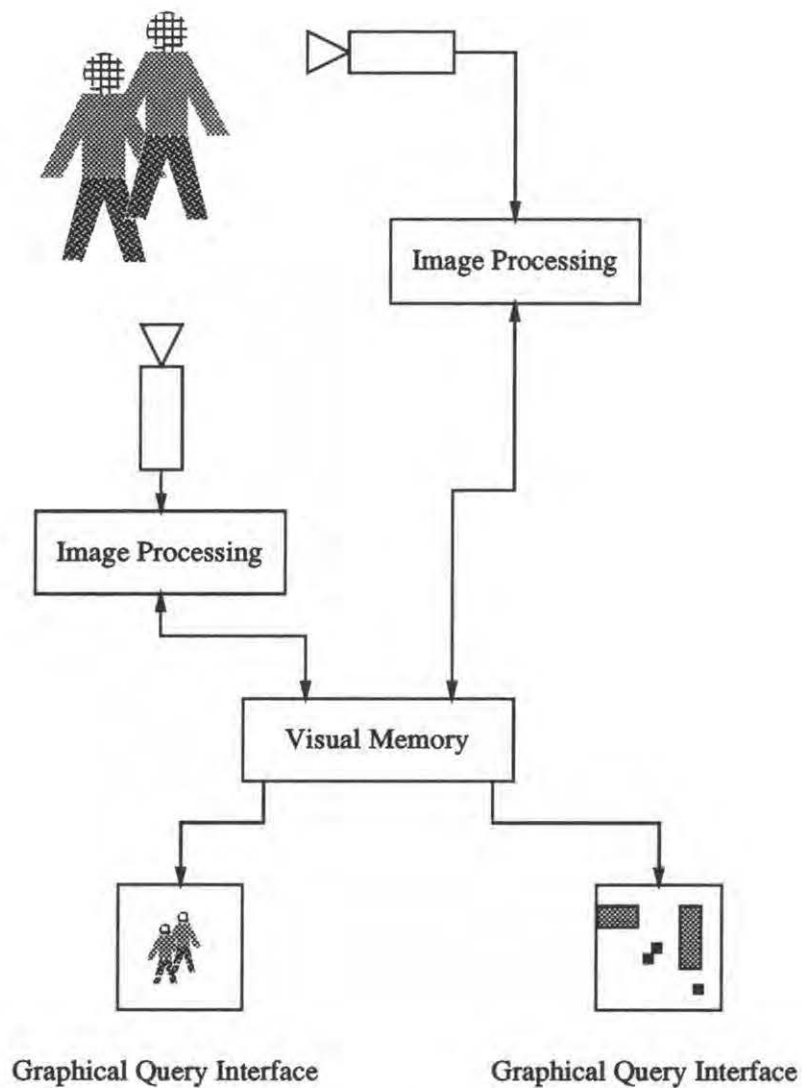 Image Processing
Image Processing
Visual Memory
Graphical Query Interface
Graphical Query Interface